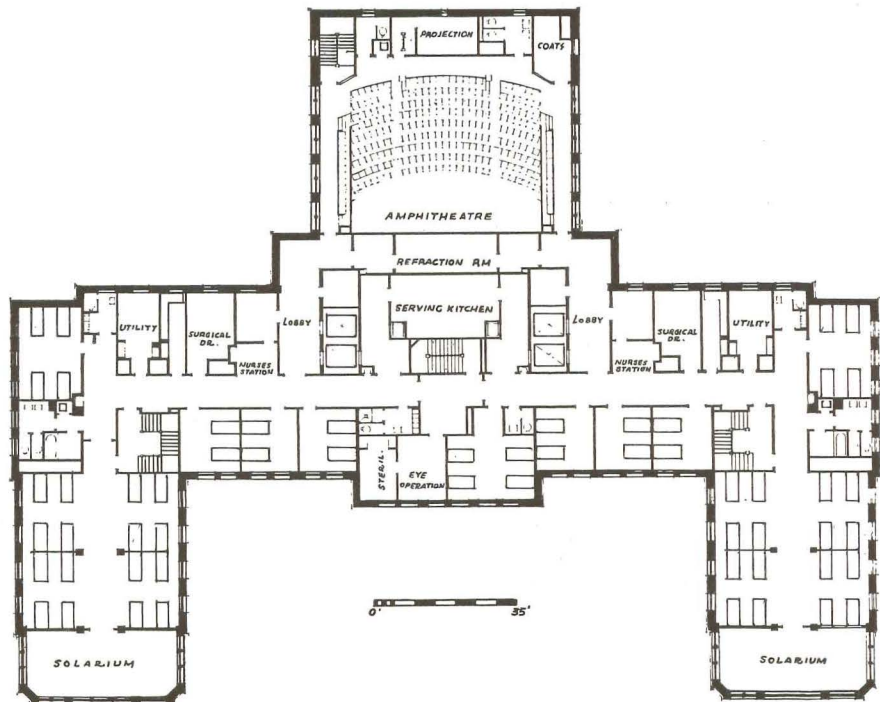 PROJECTION
COATS
AMPHITHEATRE
REFRACTION RM
SERVING KITCHEN
LOBBY
LOBBY
UTILITY
SURGICAL
DR.
NURSES
STATION
SURGICAL
DR.
UTILITY
NURSES
STATION
STERIL.
EYE
OPERATION
0'
35'
SOLARIUM
SOLARIUM